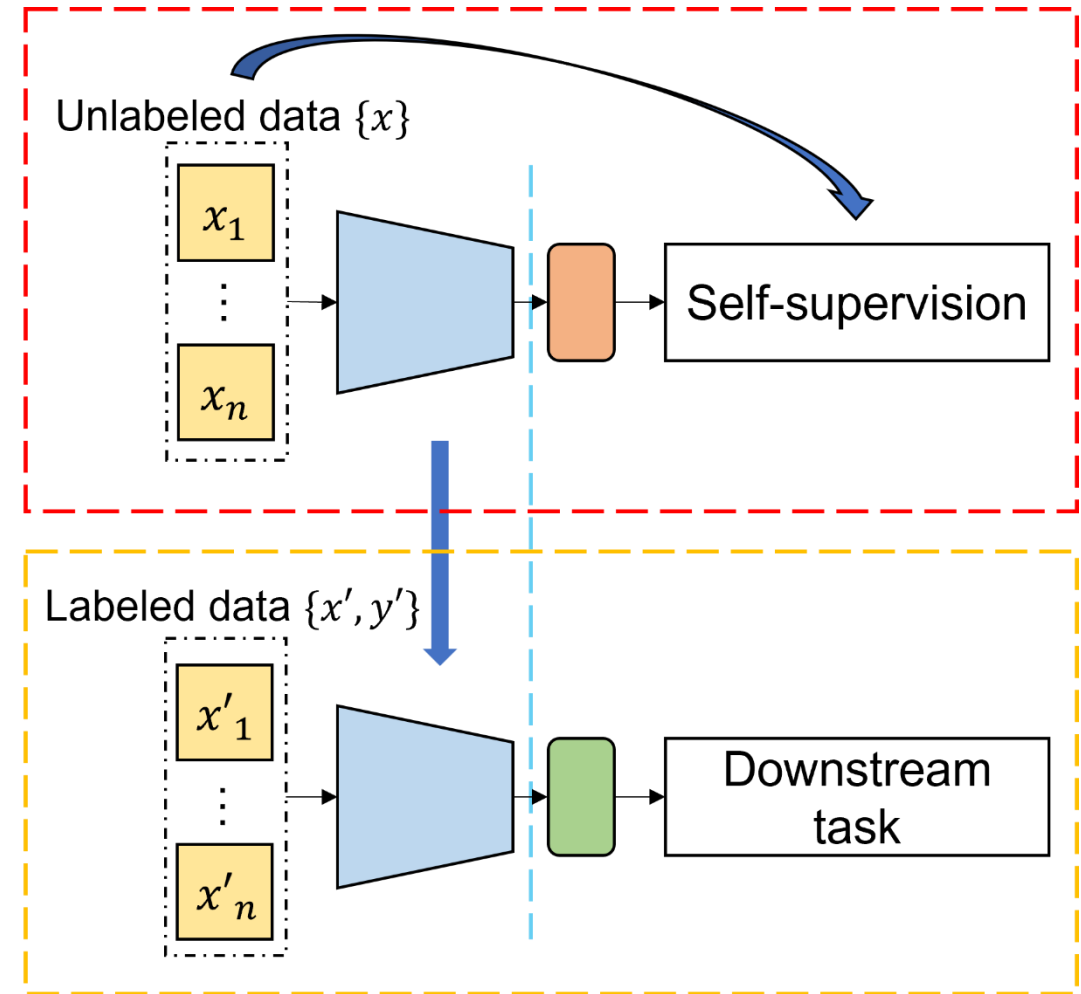 Unlabeled data {x}
x₁
⋮
xₙ
Self-supervision
Labeled data {x′, y′}
x′₁
⋮
x′ₙ
Downstream
task